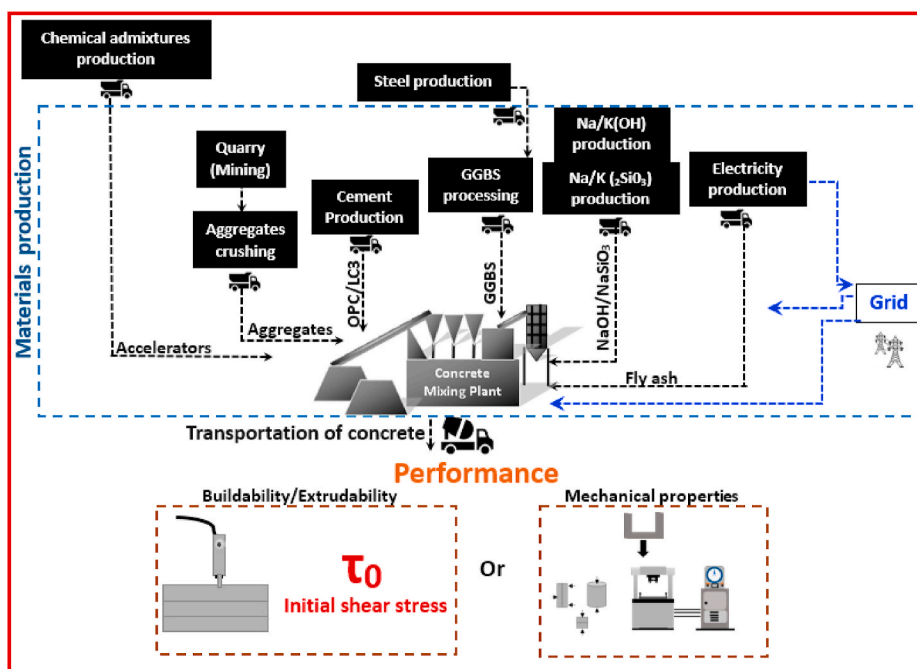 Chemical admixtures
production
Steel production
Na/K(OH)
production
Quarry
(Mining)
GGBS
processing
Na/K (₂SiO₃)
production
Electricity
production
Cement
Production
Aggregates
crushing
Materials production
OPC/LC3
GGBS
NaOH/NaSiO₃
Grid
Aggregates
Accelerators
Concrete
Mixing Plant
Fly ash
Transportation of concrete
Performance
Buildability/Extrudability
Mechanical properties
τ₀
Initial shear stress
Or